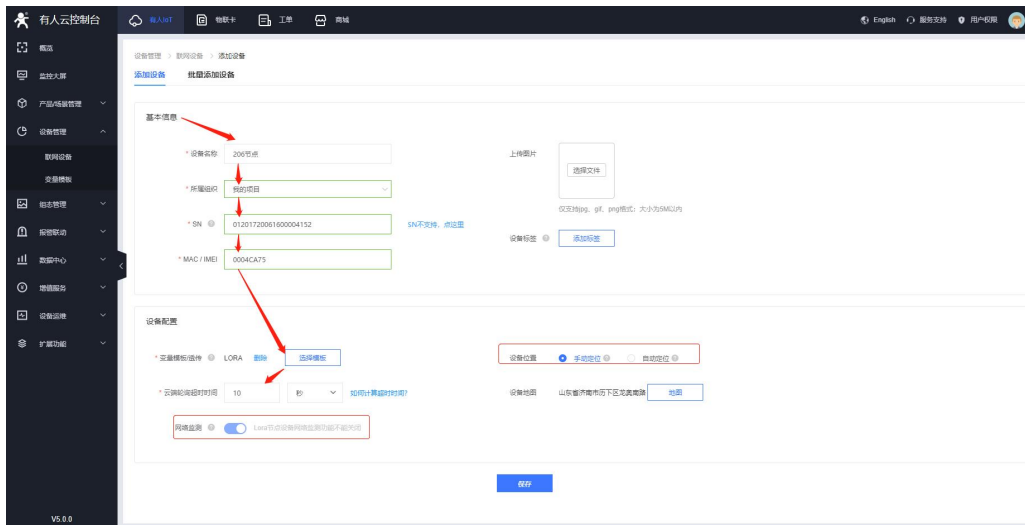 有人云控制台
有人IoT
物联卡
工单
商城
English
服务支持
用户权限
概览
监控大屏
产品/场景管理
设备管理
联网设备
变量模板
组态管理
报警联动
数据中心
增值服务
设备运维
扩展功能
V5.0.0
设备管理 > 联网设备 > 添加设备
添加设备 批量添加设备
基本信息
* 设备名称 206节点
* 所属组织 我的项目
* SN 01201720061600004152 SN不支持，点这里
* MAC / IMEI 0004CA75
上传图片 选择文件
仅支持jpg、gif、png格式；大小为5M以内
设备标签 添加标签
设备配置
* 变量模板/透传 LORA 删除 选择模板
* 云端轮询超时时间 10 秒 如何计算超时时间?
网络监测 Lora节点设备网络监测功能不能关闭
设备位置 手动定位 自动定位
设备地图 山东省济南市历下区龙奥南路 地图
保存